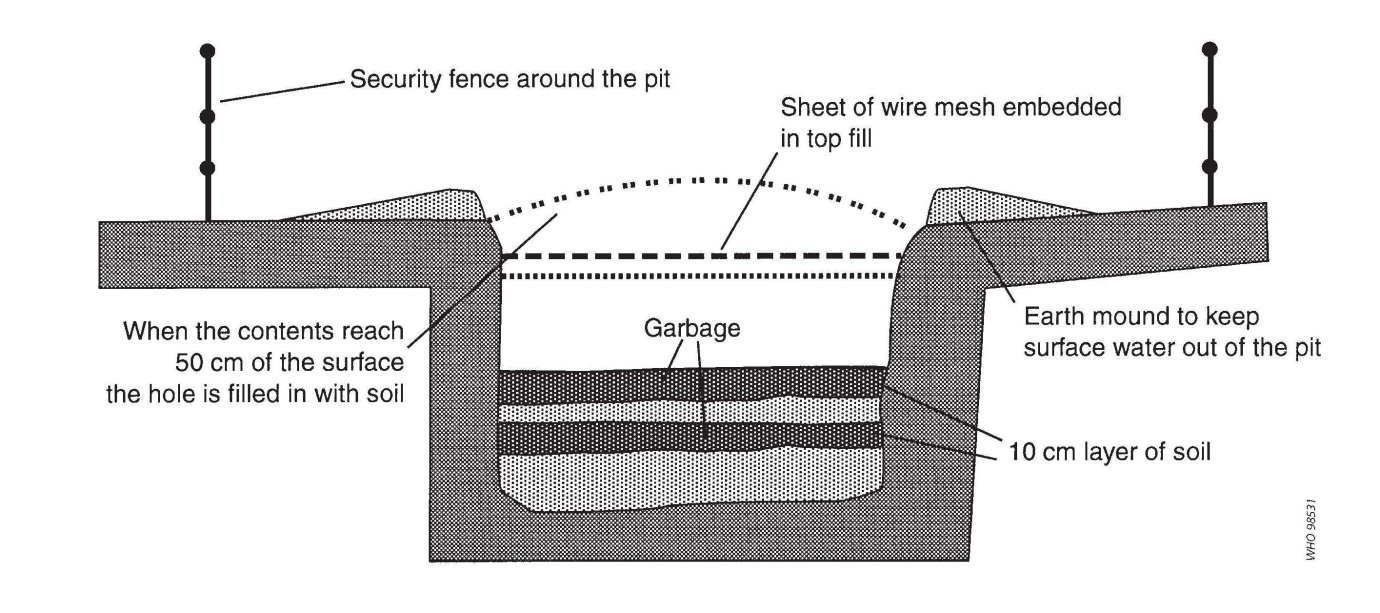 Security fence around the pit
Sheet of wire mesh embedded
in top fill
When the contents reach
50 cm of the surface
the hole is filled in with soil
Garbage
Earth mound to keep
surface water out of the pit
10 cm layer of soil
WHO 98531